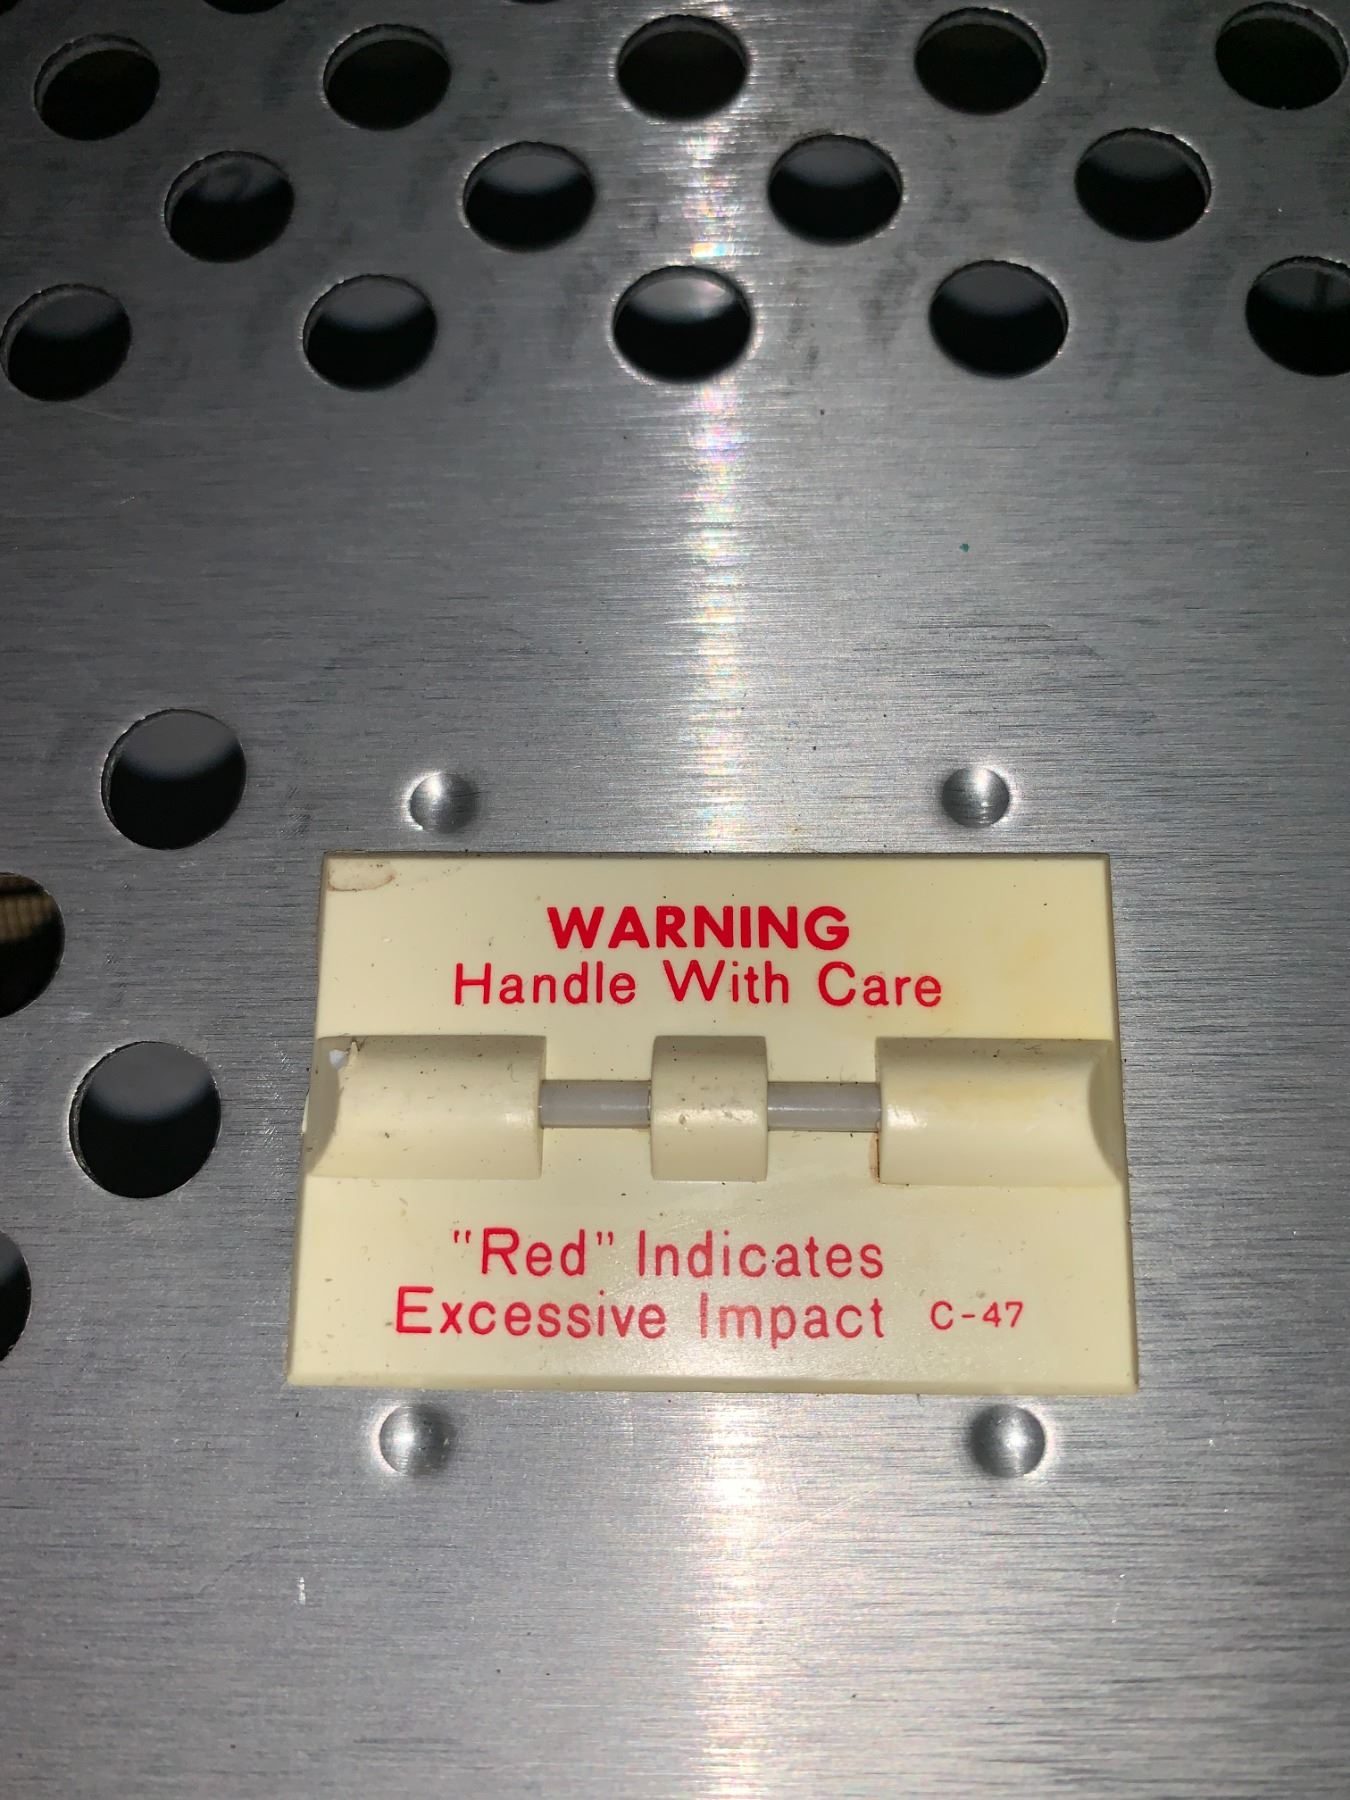 WARNING
Handle With Care
"Red" Indicates
Excessive Impact C-47